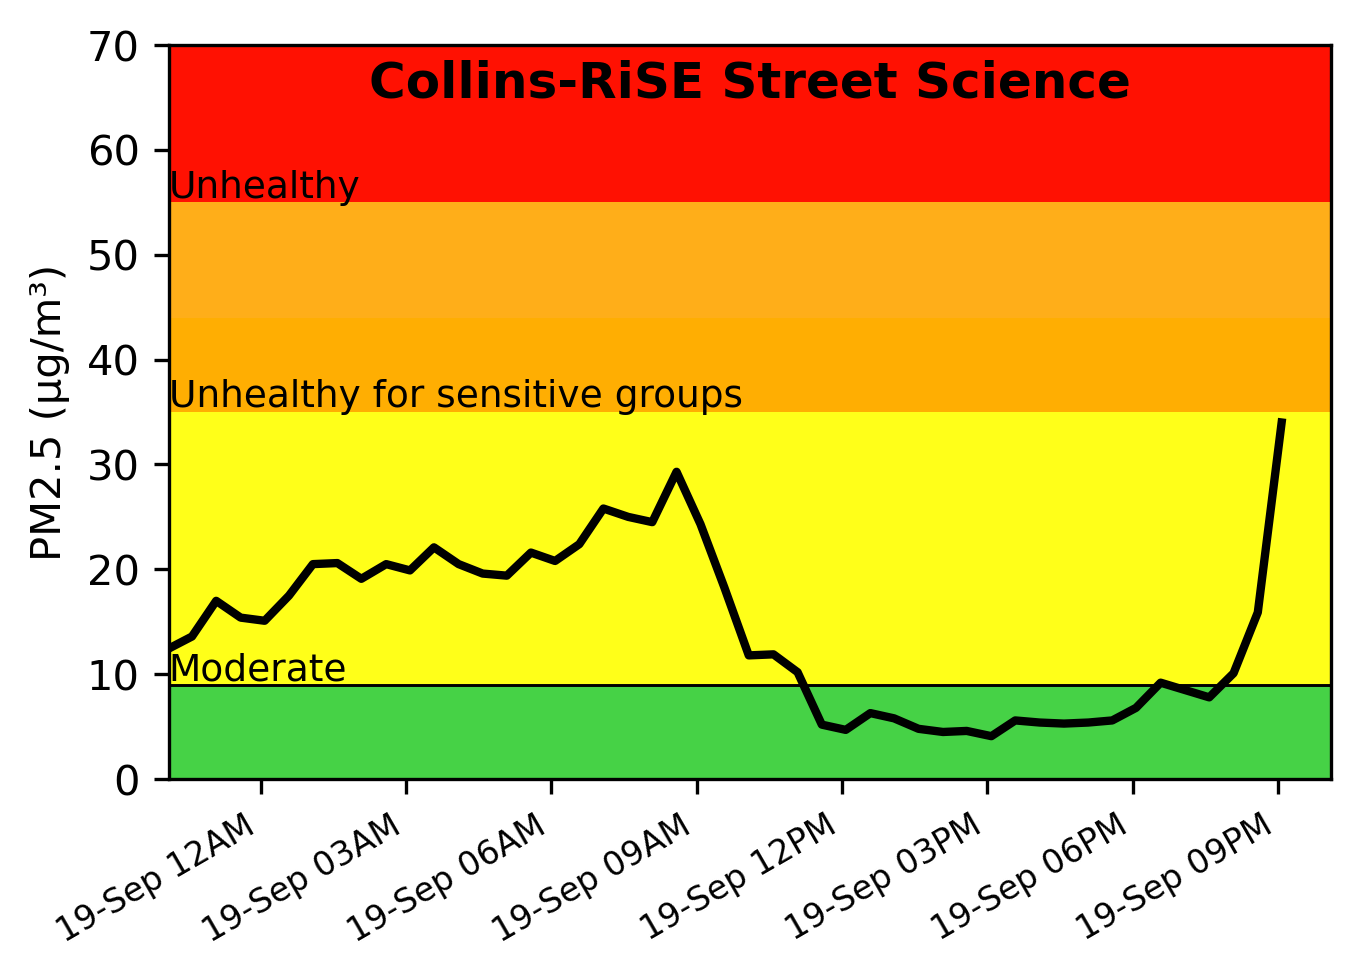 Collins-RiSE Street Science
PM2.5 (µg/m³)
70
60
50
40
30
20
10
0
Unhealthy
Unhealthy for sensitive groups
Moderate
19-Sep 12AM
19-Sep 03AM
19-Sep 06AM
19-Sep 09AM
19-Sep 12PM
19-Sep 03PM
19-Sep 06PM
19-Sep 09PM